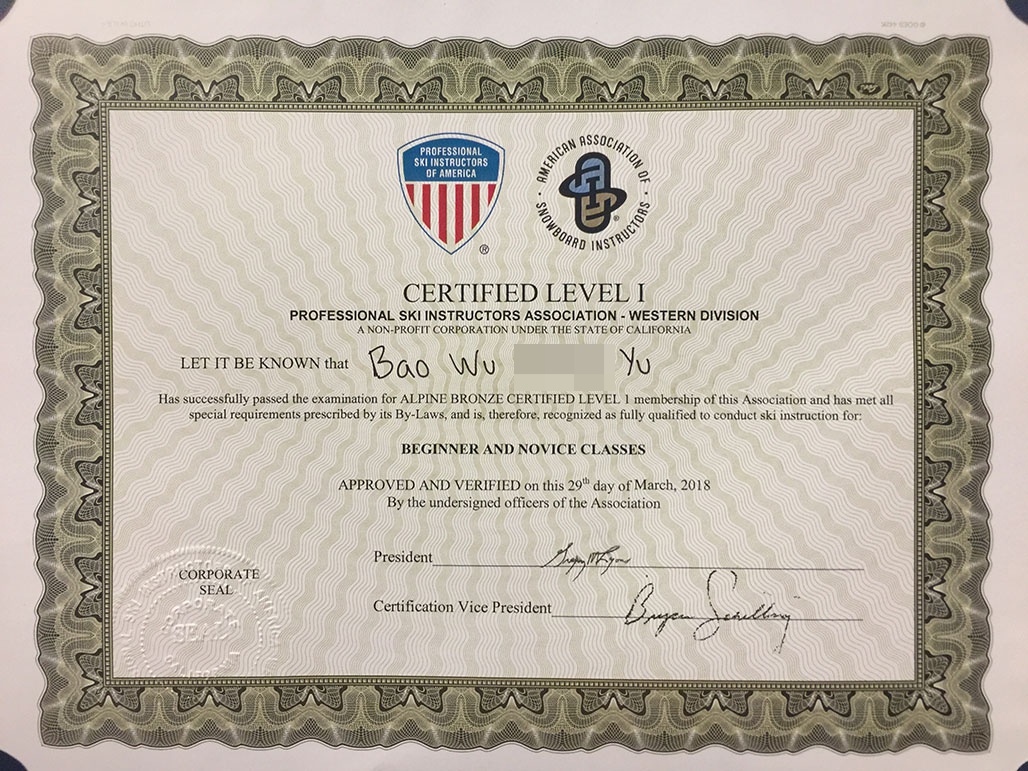 PROFESSIONAL
SKI INSTRUCTORS
OF AMERICA
®
AMERICAN ASSOCIATION OF
SNOWBOARD INSTRUCTORS
®
CERTIFIED LEVEL I
PROFESSIONAL SKI INSTRUCTORS ASSOCIATION - WESTERN DIVISION
A NON-PROFIT CORPORATION UNDER THE STATE OF CALIFORNIA
LET IT BE KNOWN that Bao Wu Yu
Has successfully passed the examination for ALPINE BRONZE CERTIFIED LEVEL 1 membership of this Association and has met all
special requirements prescribed by its By-Laws, and is, therefore, recognized as fully qualified to conduct ski instruction for:
BEGINNER AND NOVICE CLASSES
APPROVED AND VERIFIED on this 29th day of March, 2018
By the undersigned officers of the Association
President
CORPORATE
SEAL
Certification Vice President
SEAL